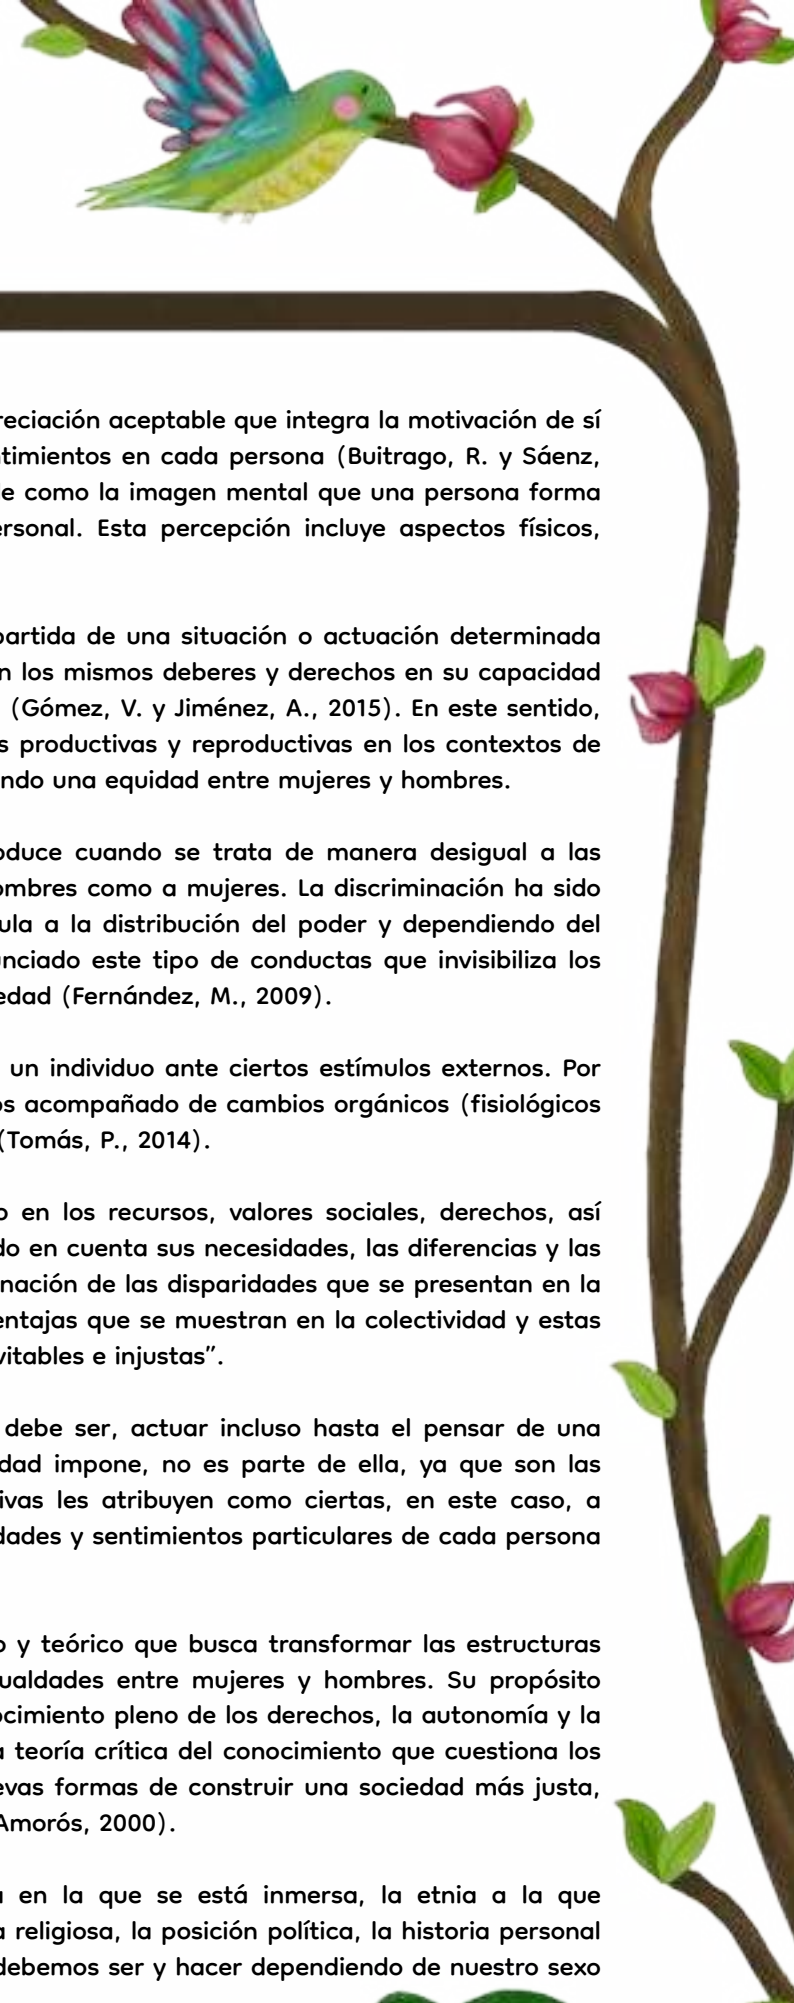 reciación aceptable que integra la motivación de sí
timientos en cada persona (Buitrago, R. y Sáenz,
e como la imagen mental que una persona forma
ersonal. Esta percepción incluye aspectos físicos,
partida de una situación o actuación determinada
n los mismos deberes y derechos en su capacidad
(Gómez, V. y Jiménez, A., 2015). En este sentido,
s productivas y reproductivas en los contextos de
ndo una equidad entre mujeres y hombres.
oduce cuando se trata de manera desigual a las
ombres como a mujeres. La discriminación ha sido
ula a la distribución del poder y dependiendo del
unciado este tipo de conductas que invisibiliza los
edad (Fernández, M., 2009).
un individuo ante ciertos estímulos externos. Por
os acompañado de cambios orgánicos (fisiológicos
(Tomás, P., 2014).
o en los recursos, valores sociales, derechos, así
do en cuenta sus necesidades, las diferencias y las
nación de las disparidades que se presentan en la
entajas que se muestran en la colectividad y estas
vitables e injustas”.
debe ser, actuar incluso hasta el pensar de una
dad impone, no es parte de ella, ya que son las
ivas les atribuyen como ciertas, en este caso, a
dades y sentimientos particulares de cada persona
o y teórico que busca transformar las estructuras
ualdades entre mujeres y hombres. Su propósito
ocimiento pleno de los derechos, la autonomía y la
a teoría crítica del conocimiento que cuestiona los
evas formas de construir una sociedad más justa,
Amorós, 2000).
a en la que se está inmersa, la etnia a la que
a religiosa, la posición política, la historia personal
debemos ser y hacer dependiendo de nuestro sexo